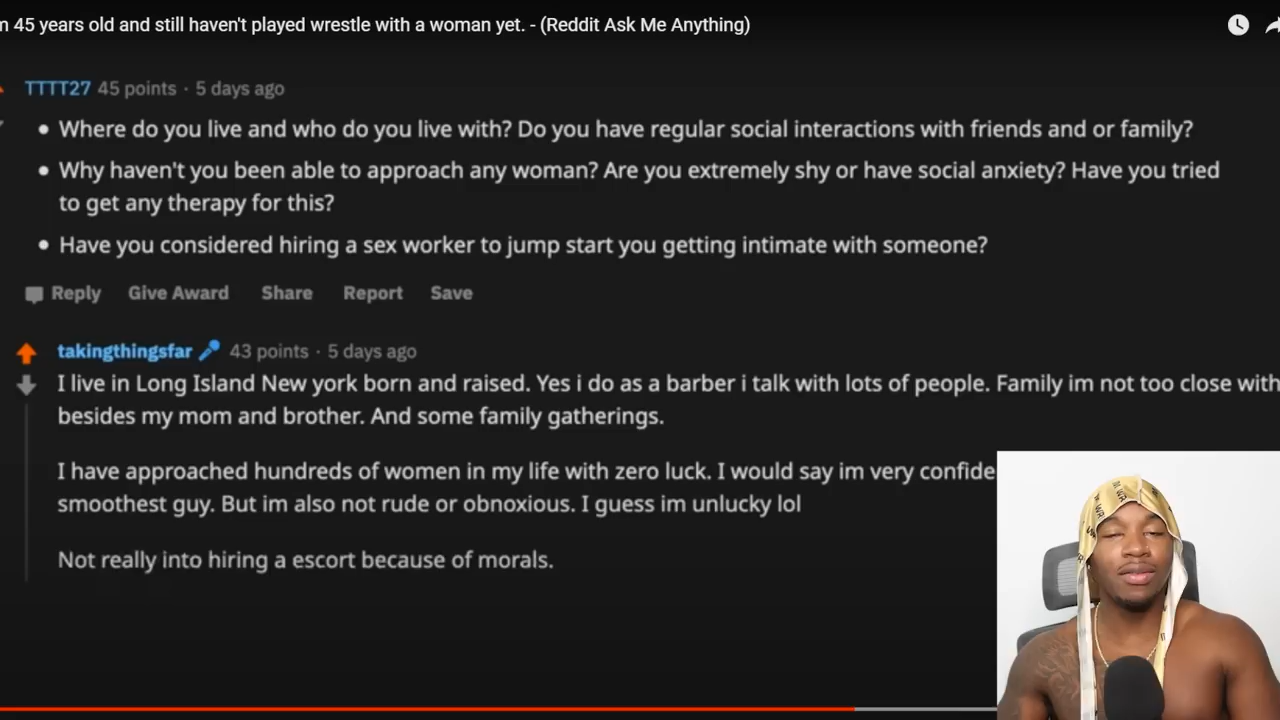 45 years old and still haven't played wrestle with a woman yet. - (Reddit Ask Me Anything)
TTTT27 45 points · 5 days ago
• Where do you live and who do you live with? Do you have regular social interactions with friends and or family?
• Why haven't you been able to approach any woman? Are you extremely shy or have social anxiety? Have you tried
to get any therapy for this?
• Have you considered hiring a sex worker to jump start you getting intimate with someone?
Reply Give Award Share Report Save
takingthingsfar 43 points · 5 days ago
I live in Long Island New york born and raised. Yes i do as a barber i talk with lots of people. Family im not too close with
besides my mom and brother. And some family gatherings.
I have approached hundreds of women in my life with zero luck. I would say im very confide
smoothest guy. But im also not rude or obnoxious. I guess im unlucky lol
Not really into hiring a escort because of morals.